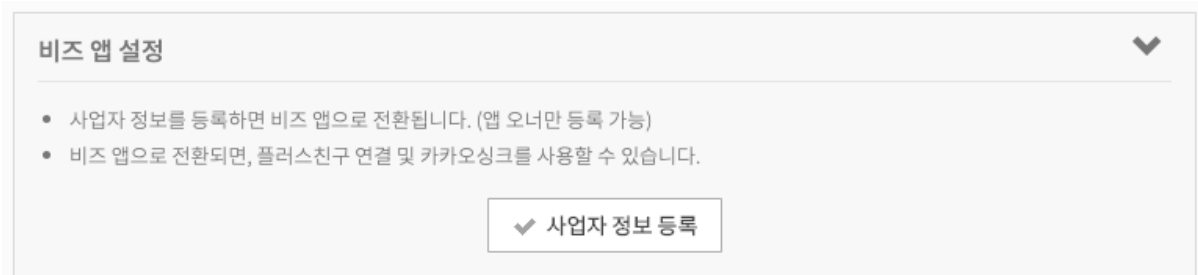 비즈 앱 설정
사업자 정보를 등록하면 비즈 앱으로 전환됩니다. (앱 오너만 등록 가능)
비즈 앱으로 전환되면, 플러스친구 연결 및 카카오싱크를 사용할 수 있습니다.
사업자 정보 등록